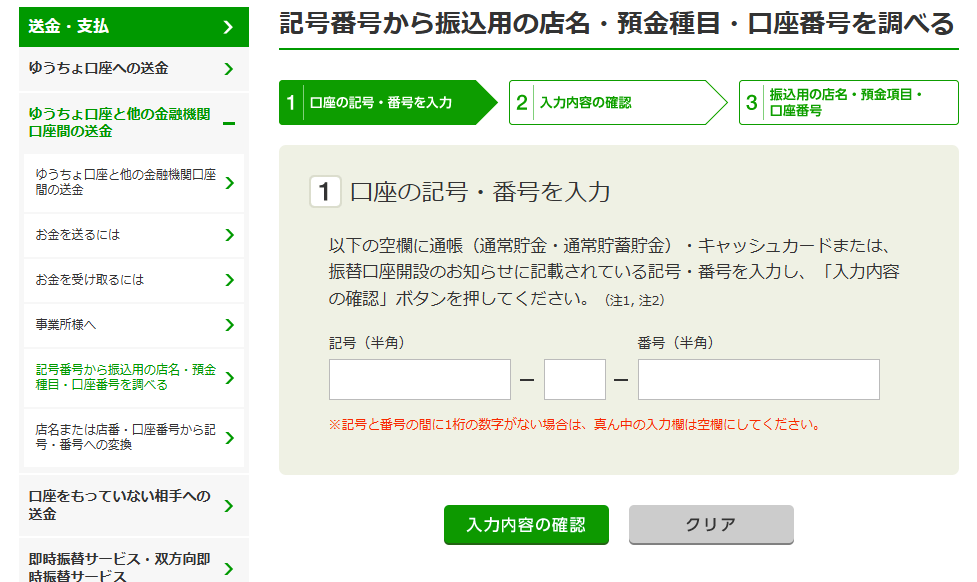 送金・支払
ゆうちょ口座への送金
ゆうちょ口座と他の金融機関
口座間の送金
ゆうちょ口座と他の金融機関口座
間の送金
お金を送るには
お金を受け取るには
事業所様へ
記号番号から振込用の店名・預金
種目・口座番号を調べる
店名または店番・口座番号から記
号・番号への変換
口座をもっていない相手への
送金
即時振替サービス・双方向即
時振替サービス
記号番号から振込用の店名・預金種目・口座番号を調べる
1 口座の記号・番号を入力
2 入力内容の確認
3 振込用の店名・預金項目・
口座番号
1 口座の記号・番号を入力
以下の空欄に通帳（通常貯金・通常貯蓄貯金）・キャッシュカードまたは、
振替口座開設のお知らせに記載されている記号・番号を入力し、「入力内容
の確認」ボタンを押してください。（注1, 注2）
記号（半角）
番号（半角）
※記号と番号の間に1桁の数字がない場合は、真ん中の入力欄は空欄にしてください。
入力内容の確認
クリア